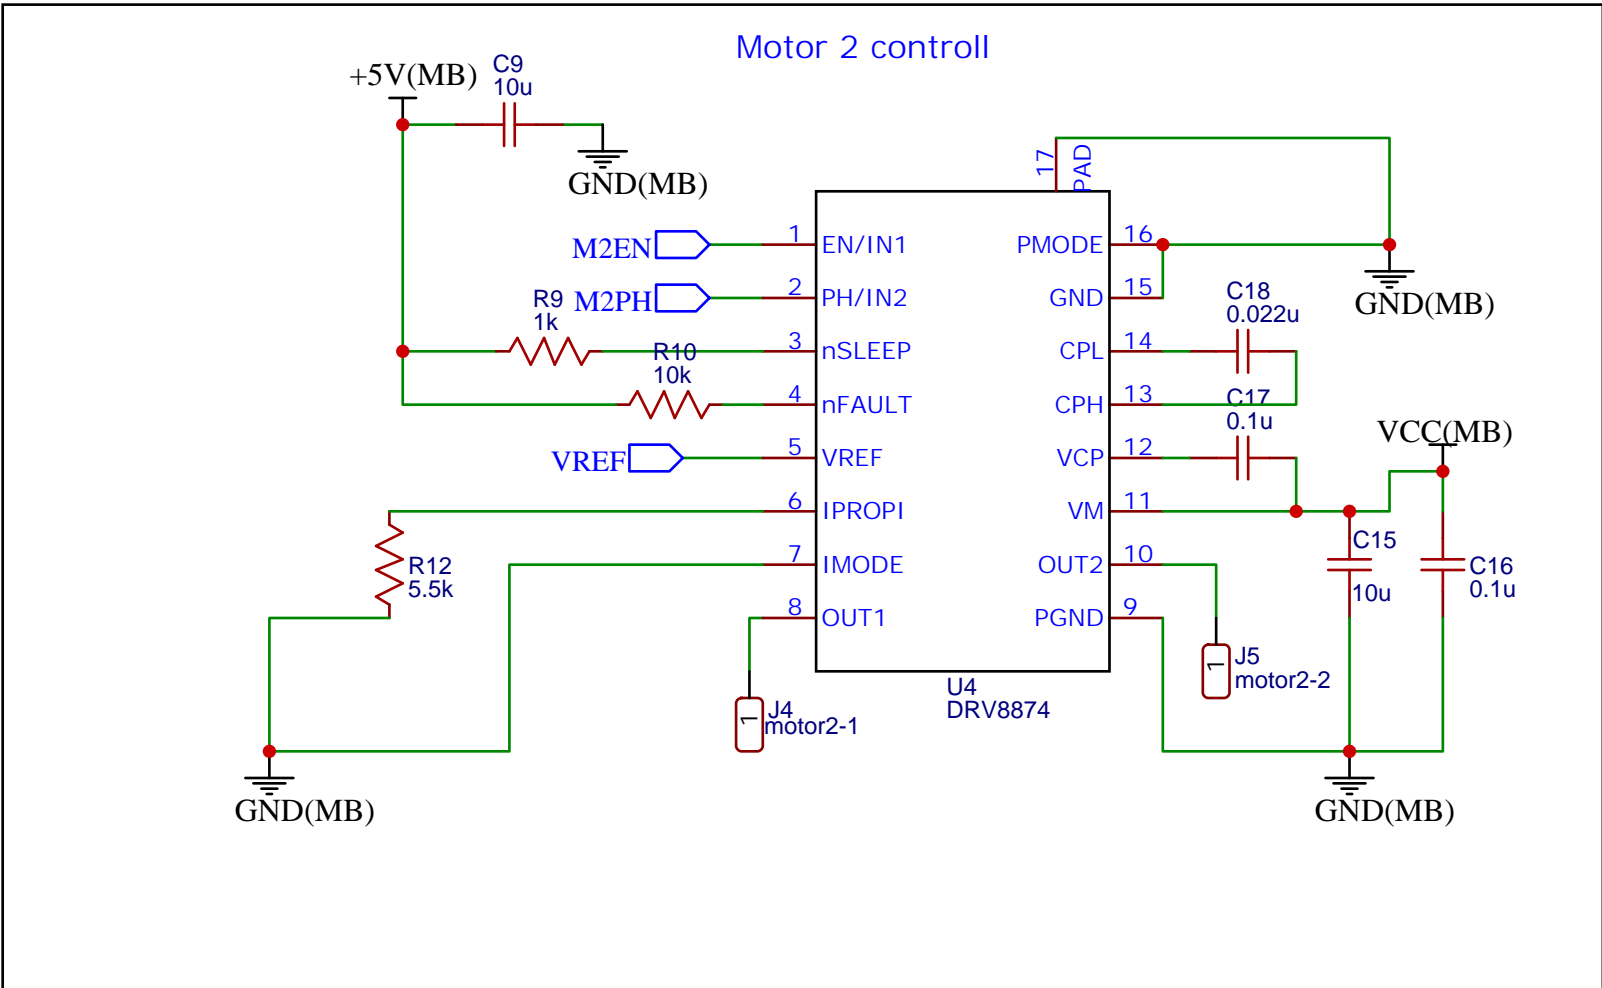 Motor 2 controll
+5V(MB)
C9
10u
GND(MB)
17
PAD
M2EN
1
EN/IN1
PMODE
16
M2PH
2
PH/IN2
GND
15
GND(MB)
R9
1k
3
nSLEEP
CPL
14
C18
0.022u
R10
10k
4
nFAULT
CPH
13
C17
0.1u
VREF
5
VREF
VCP
12
VCC(MB)
6
IPROPI
VM
11
R12
5.5k
7
IMODE
OUT2
10
C15
10u
C16
0.1u
8
OUT1
PGND
9
1
J4
motor2-1
U4
DRV8874
1
J5
motor2-2
GND(MB)
GND(MB)